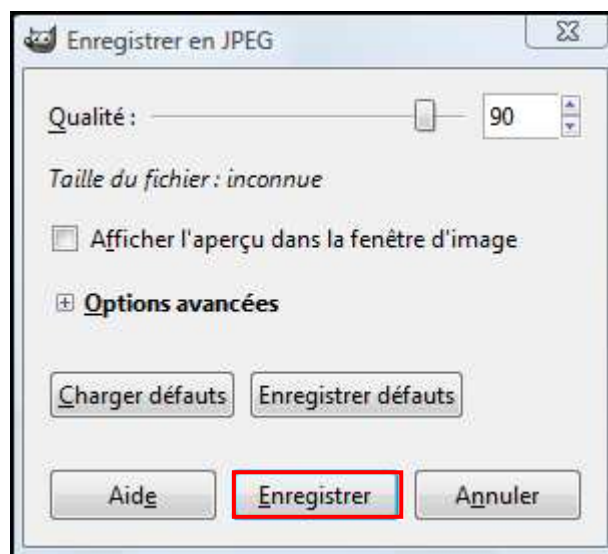 Enregistrer en JPEG
Qualité : 90
Taille du fichier : inconnue
Afficher l'aperçu dans la fenêtre d'image
Options avancées
Charger défauts Enregistrer défauts
Aide Enregistrer Annuler